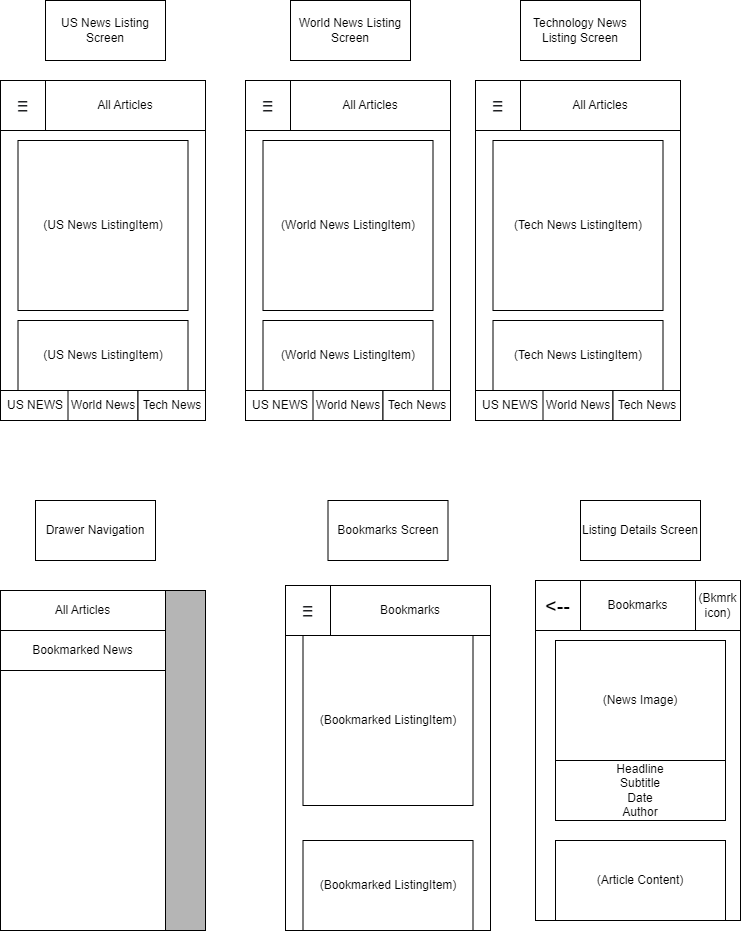 US News Listing
Screen
World News Listing
Screen
Technology News
Listing Screen
☰
All Articles
☰
All Articles
☰
All Articles
(US News ListingItem)
(World News ListingItem)
(Tech News ListingItem)
(US News ListingItem)
(World News ListingItem)
(Tech News ListingItem)
US NEWS
World News
Tech News
US NEWS
World News
Tech News
US NEWS
World News
Tech News
Drawer Navigation
Bookmarks Screen
Listing Details Screen
All Articles
Bookmarked News
☰
Bookmarks
(Bookmarked ListingItem)
(Bookmarked ListingItem)
<--
Bookmarks
(Bkmrk
icon)
(News Image)
Headline
Subtitle
Date
Author
(Article Content)